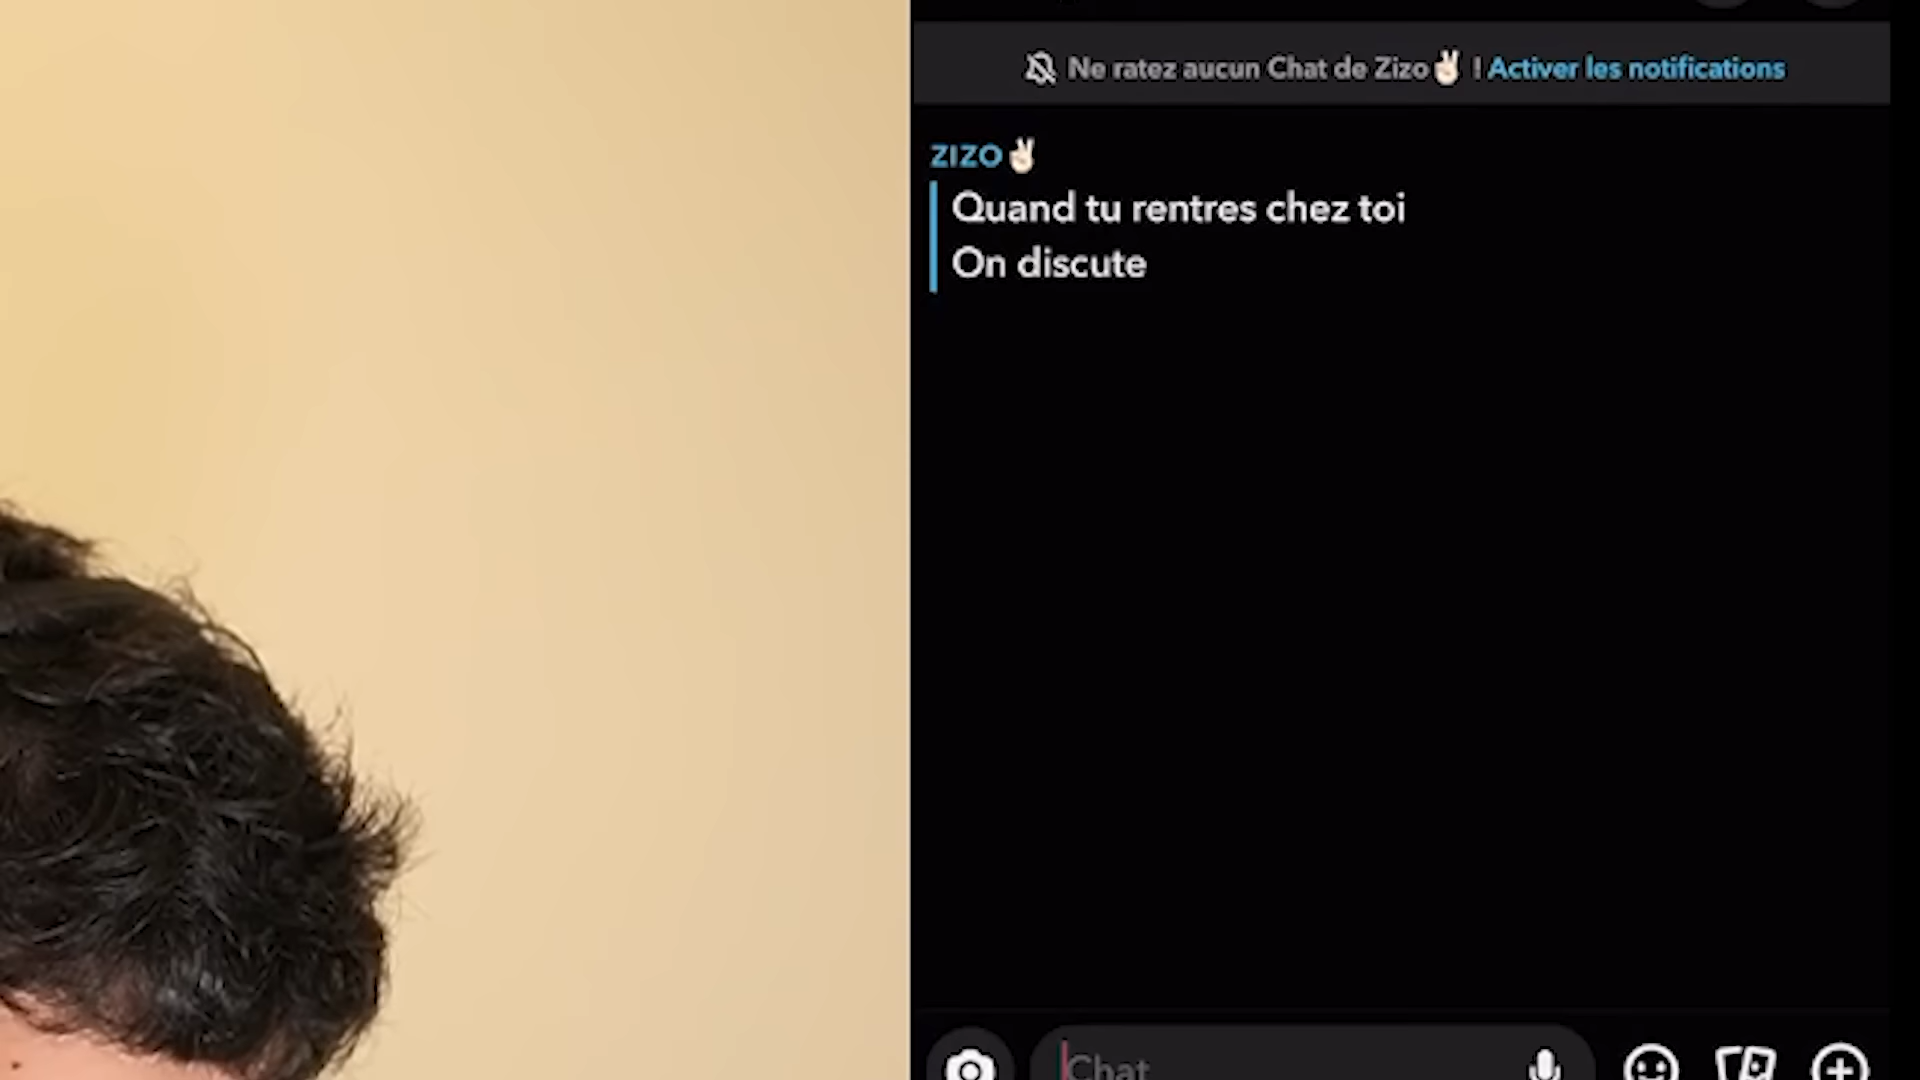 Ne ratez aucun Chat de Zizo✌🏻 ! Activer les notifications
ZIZO✌🏻
Quand tu rentres chez toi
On discute
Chat